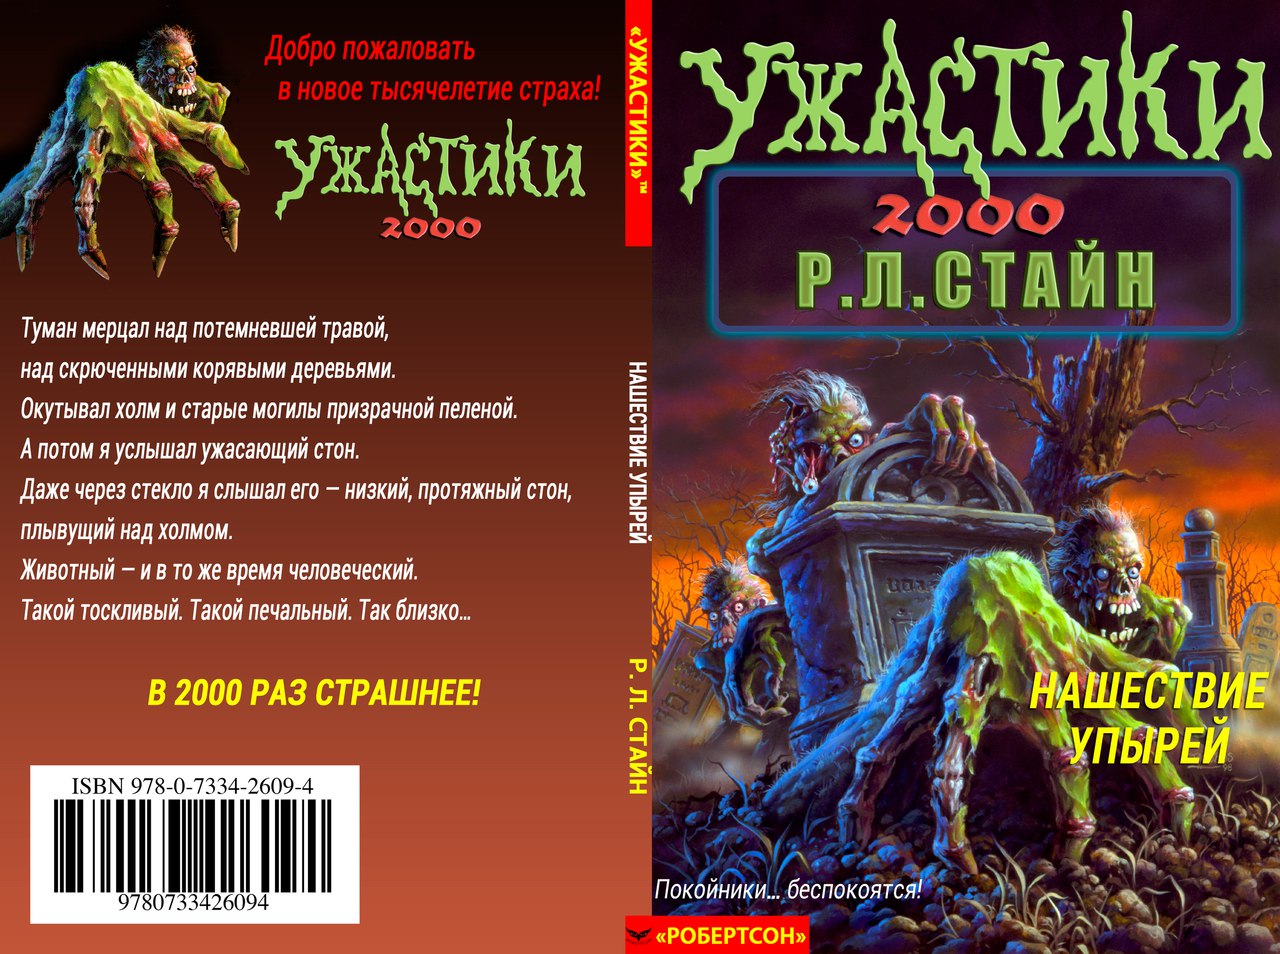 Добро пожаловать
в новое тысячелетие страха!
УЖАСТИКИ
2000
Туман мерцал над потемневшей травой,
над скрюченными корявыми деревьями.
Окутывал холм и старые могилы призрачной пеленой.
А потом я услышал ужасающий стон.
Даже через стекло я слышал его — низкий, протяжный стон,
плывущий над холмом.
Животный — и в то же время человеческий.
Такой тоскливый. Такой печальный. Так близко...
В 2000 РАЗ СТРАШНЕЕ!
ISBN 978-0-7334-2609-4
9780733426094
«УЖАСТИКИ»™
НАШЕСТВИЕ УПЫРЕЙ
Р. Л. СТАЙН
УЖАСТИКИ
2000
Р.Л.СТАЙН
НАШЕСТВИЕ
УПЫРЕЙ
Покойники... беспокоятся!
«РОБЕРТСОН»